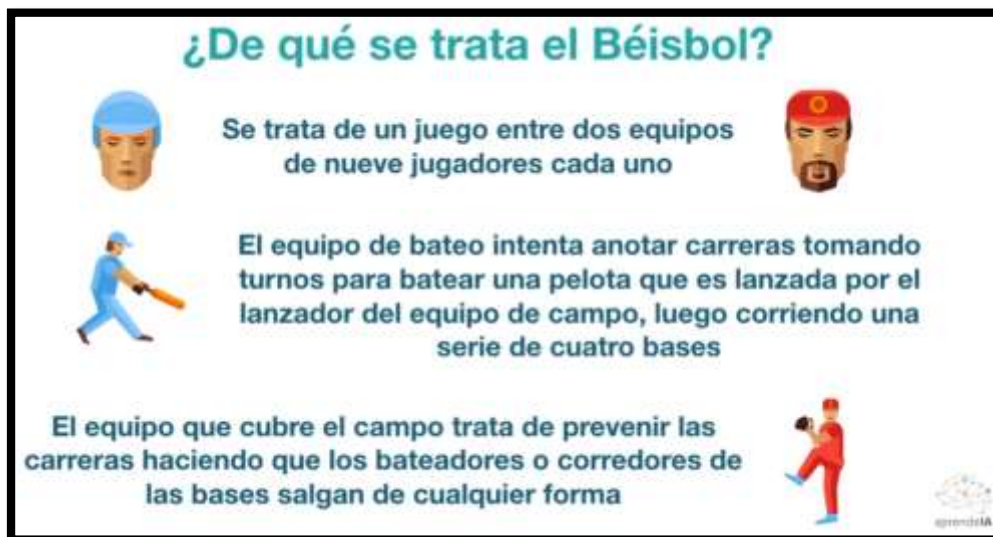 ¿De qué se trata el Béisbol?
Se trata de un juego entre dos equipos
de nueve jugadores cada uno
El equipo de bateo intenta anotar carreras tomando
turnos para batear una pelota que es lanzada por el
lanzador del equipo de campo, luego corriendo una
serie de cuatro bases
El equipo que cubre el campo trata de prevenir las
carreras haciendo que los bateadores o corredores de
las bases salgan de cualquier forma
aprendeIA